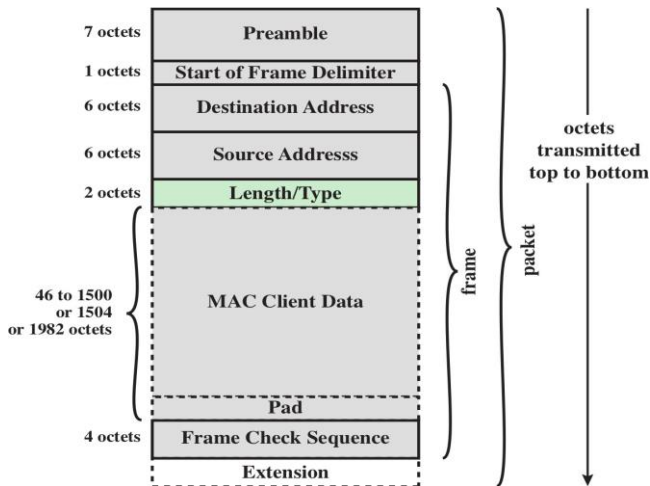 7 octets
Preamble
1 octets
Start of Frame Delimiter
6 octets
Destination Address
6 octets
Source Addresss
2 octets
Length/Type
46 to 1500
or 1504
or 1982 octets
MAC Client Data
Pad
4 octets
Frame Check Sequence
Extension
frame
packet
octets
transmitted
top to bottom